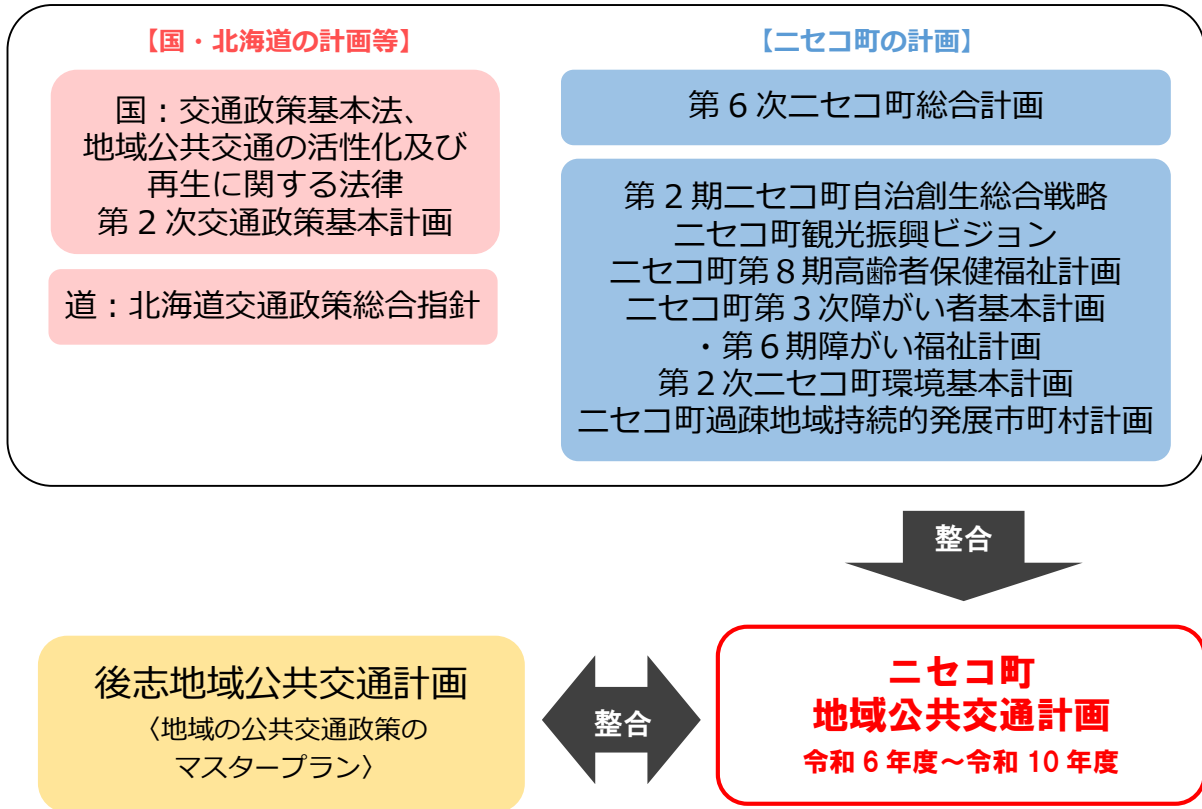 【国・北海道の計画等】
国：交通政策基本法、
地域公共交通の活性化及び
再生に関する法律
第２次交通政策基本計画
道：北海道交通政策総合指針
【ニセコ町の計画】
第６次ニセコ町総合計画
第２期ニセコ町自治創生総合戦略
ニセコ町観光振興ビジョン
ニセコ町第８期高齢者保健福祉計画
ニセコ町第３次障がい者基本計画
・第６期障がい福祉計画
第２次ニセコ町環境基本計画
ニセコ町過疎地域持続的発展市町村計画
整合
後志地域公共交通計画
〈地域の公共交通政策の
マスタープラン〉
整合
ニセコ町
地域公共交通計画
令和 6 年度～令和 10 年度